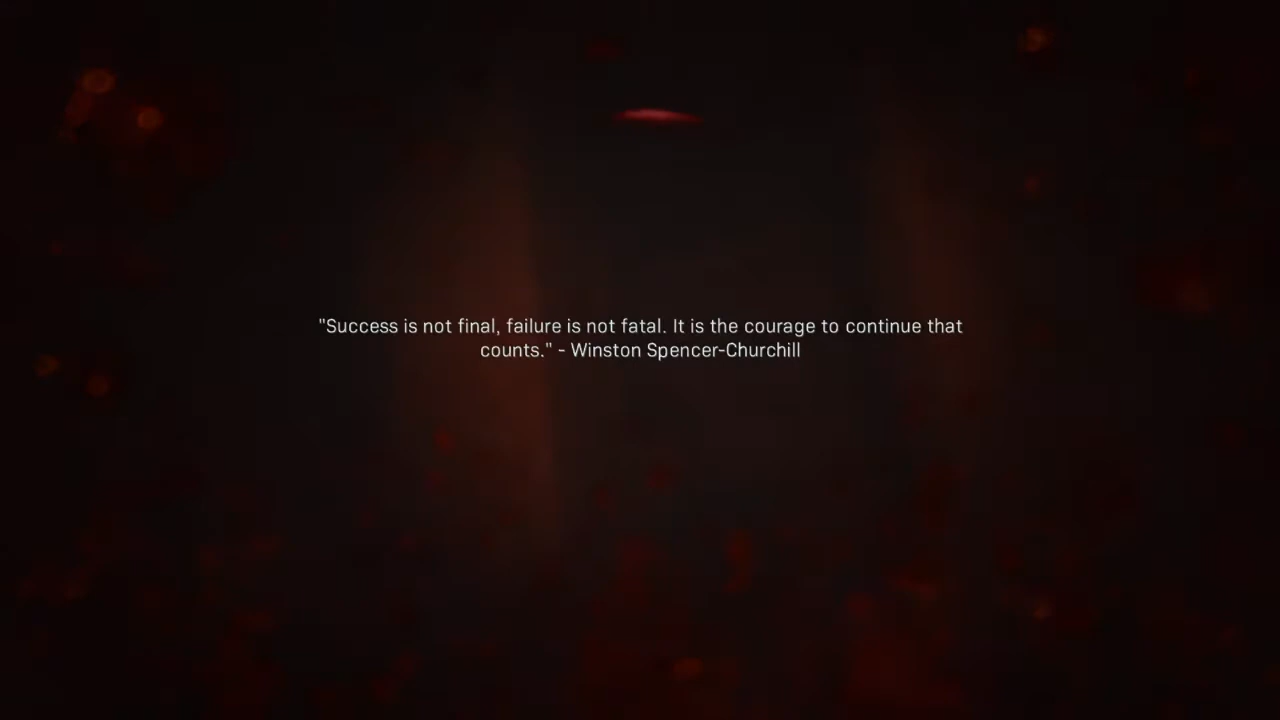 "Success is not final, failure is not fatal. It is the courage to continue that
counts." - Winston Spencer-Churchill